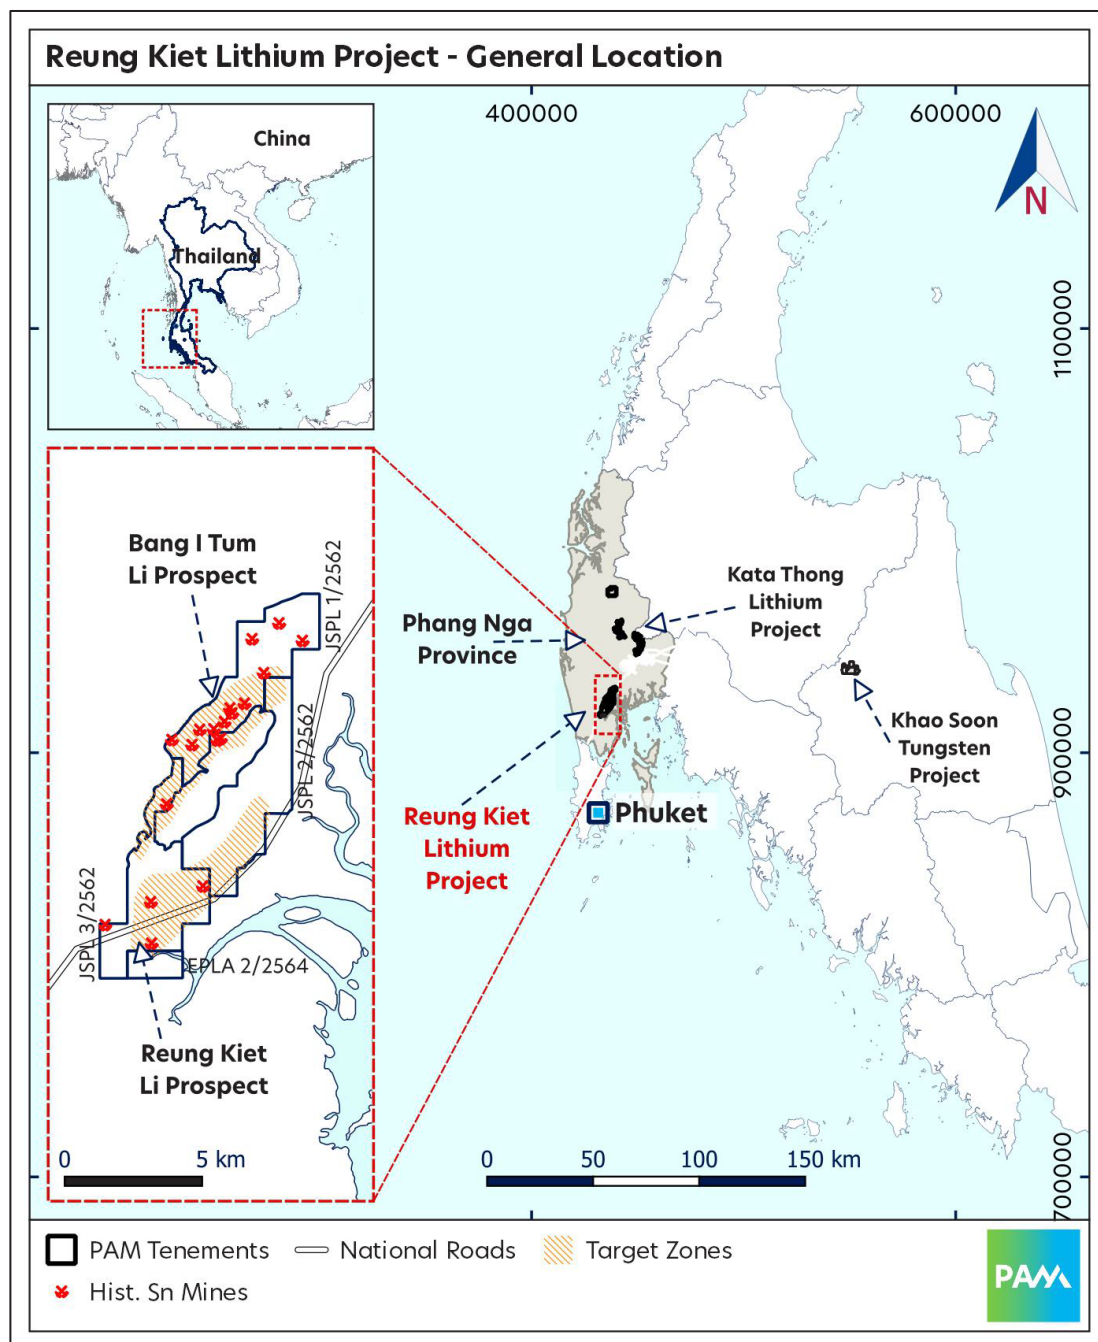 Reung Kiet Lithium Project - General Location
400000
600000
China
Thailand
N
1100000
900000
700000
Bang I Tum
Li Prospect
JSPL 1/2562
JSPL 2/2562
JSPL 3/2562
EPLA 2/2564
Reung Kiet
Li Prospect
0
5 km
Phang Nga
Province
Kata Thong
Lithium
Project
Khao Soon
Tungsten
Project
Reung Kiet
Lithium
Project
Phuket
0
50
100
150 km
PAM Tenements
National Roads
Target Zones
Hist. Sn Mines
PAM